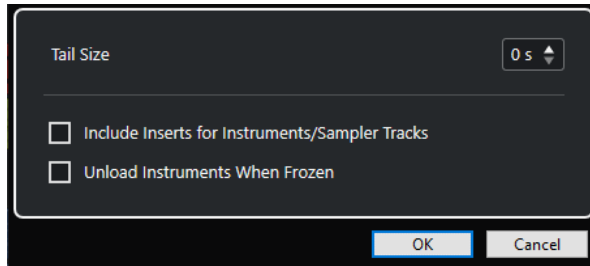 Tail Size
0 s
Include Inserts for Instruments/Sampler Tracks
Unload Instruments When Frozen
OK
Cancel